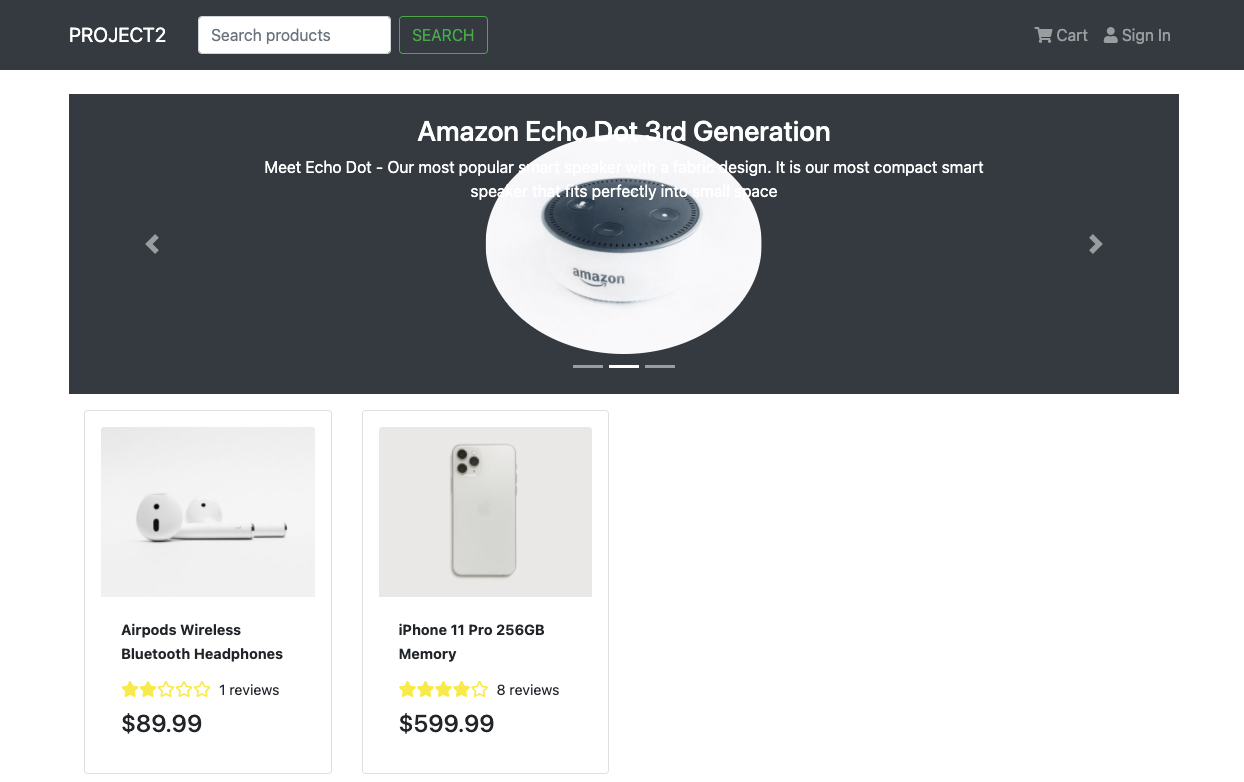 PROJECT2
Search products
SEARCH
Cart
Sign In
Amazon Echo Dot 3rd Generation
Meet Echo Dot - Our most popular smart speaker with a fabric design. It is our most compact smart
speaker that fits perfectly into small space
amazon
Airpods Wireless
Bluetooth Headphones
1 reviews
$89.99
iPhone 11 Pro 256GB
Memory
8 reviews
$599.99